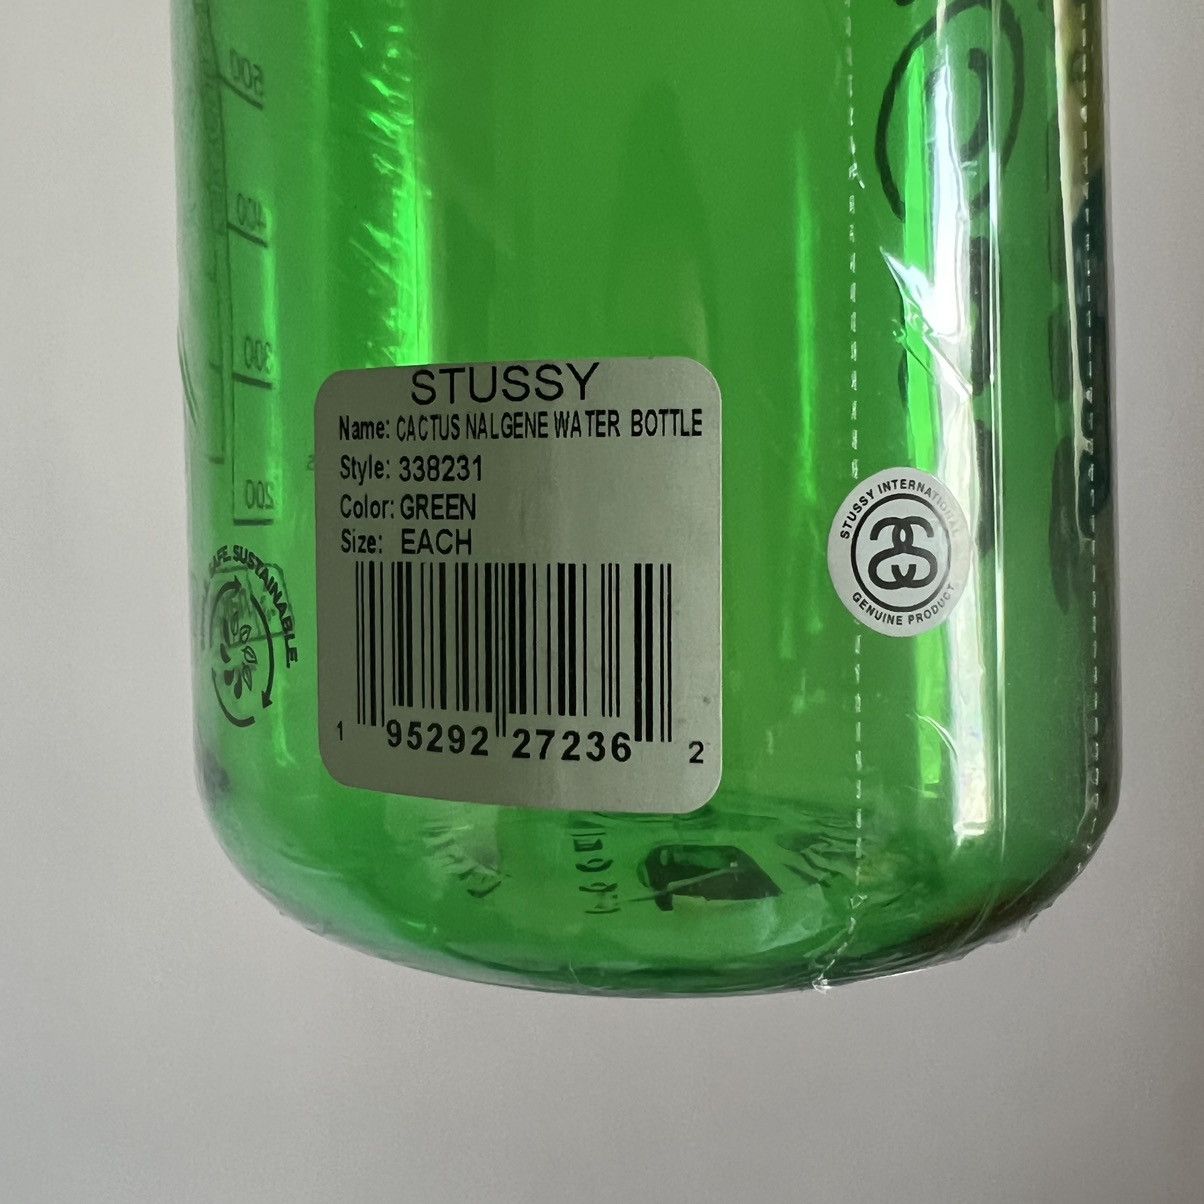 500
400
300
200
STUSSY
Name: CACTUS NALGENE WATER BOTTLE
Style: 338231
Color: GREEN
Size: EACH
1 95292 27236 2
STUSSY INTERNATIONAL
GENUINE PRODUCT
SAFE. SUSTAINABLE.